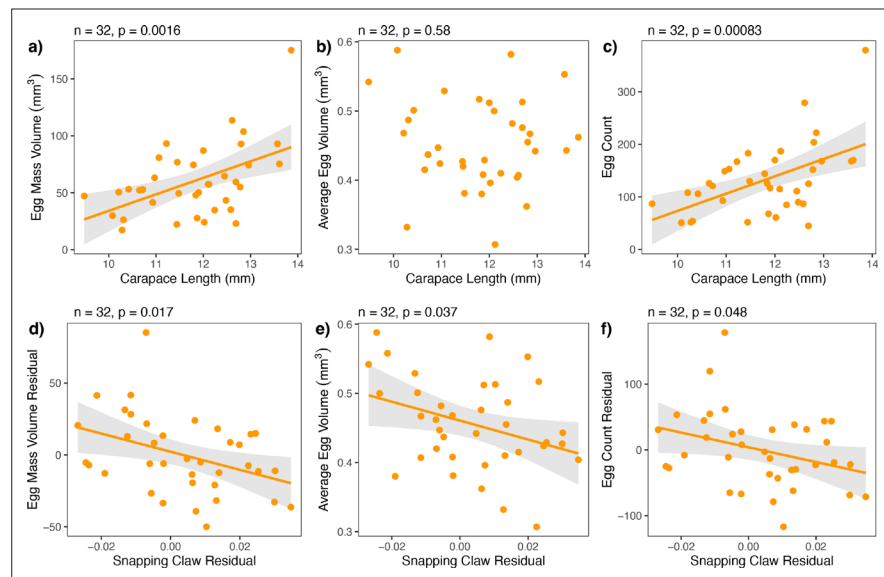 n = 32, p = 0.0016
n = 32, p = 0.58
n = 32, p = 0.00083
a)
b)
c)
Egg Mass Volume (mm³)
150
100
50
0
10
11
12
13
14
Carapace Length (mm)
Average Egg Volume (mm³)
0.6
0.5
0.4
0.3
10
11
12
13
14
Carapace Length (mm)
Egg Count
300
200
100
0
10
11
12
13
14
Carapace Length (mm)
n = 32, p = 0.017
n = 32, p = 0.037
n = 32, p = 0.048
d)
e)
f)
Egg Mass Volume Residual
50
0
−50
−0.02
0.00
0.02
Snapping Claw Residual
Average Egg Volume (mm³)
0.6
0.5
0.4
0.3
−0.02
0.00
0.02
Snapping Claw Residual
Egg Count Residual
100
0
−100
−0.02
0.00
0.02
Snapping Claw Residual